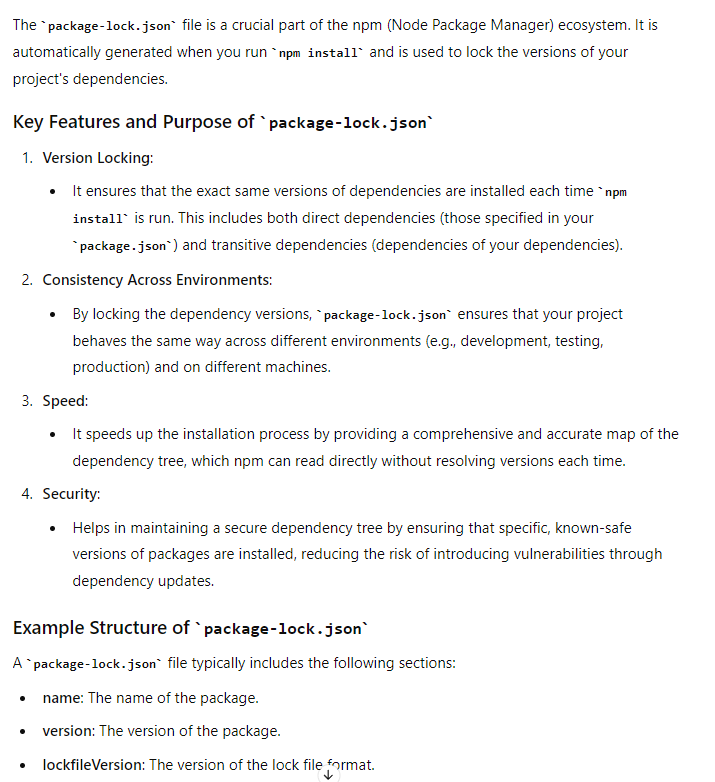 The `package-lock.json` file is a crucial part of the npm (Node Package Manager) ecosystem. It is
automatically generated when you run `npm install` and is used to lock the versions of your
project's dependencies.
Key Features and Purpose of `package-lock.json`
1. Version Locking:
• It ensures that the exact same versions of dependencies are installed each time `npm
install` is run. This includes both direct dependencies (those specified in your
`package.json`) and transitive dependencies (dependencies of your dependencies).
2. Consistency Across Environments:
• By locking the dependency versions, `package-lock.json` ensures that your project
behaves the same way across different environments (e.g., development, testing,
production) and on different machines.
3. Speed:
• It speeds up the installation process by providing a comprehensive and accurate map of the
dependency tree, which npm can read directly without resolving versions each time.
4. Security:
• Helps in maintaining a secure dependency tree by ensuring that specific, known-safe
versions of packages are installed, reducing the risk of introducing vulnerabilities through
dependency updates.
Example Structure of `package-lock.json`
A `package-lock.json` file typically includes the following sections:
• name: The name of the package.
• version: The version of the package.
• lockfileVersion: The version of the lock file format.